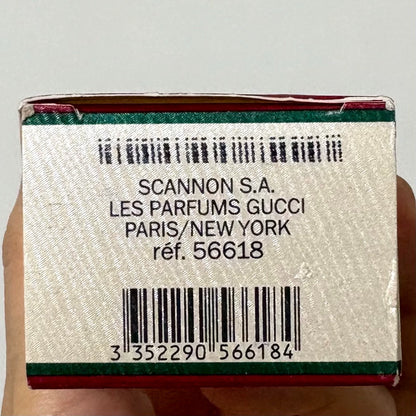 SCANNON S.A.
LES PARFUMS GUCCI
PARIS/NEW YORK
réf. 56618
3 352290 566184